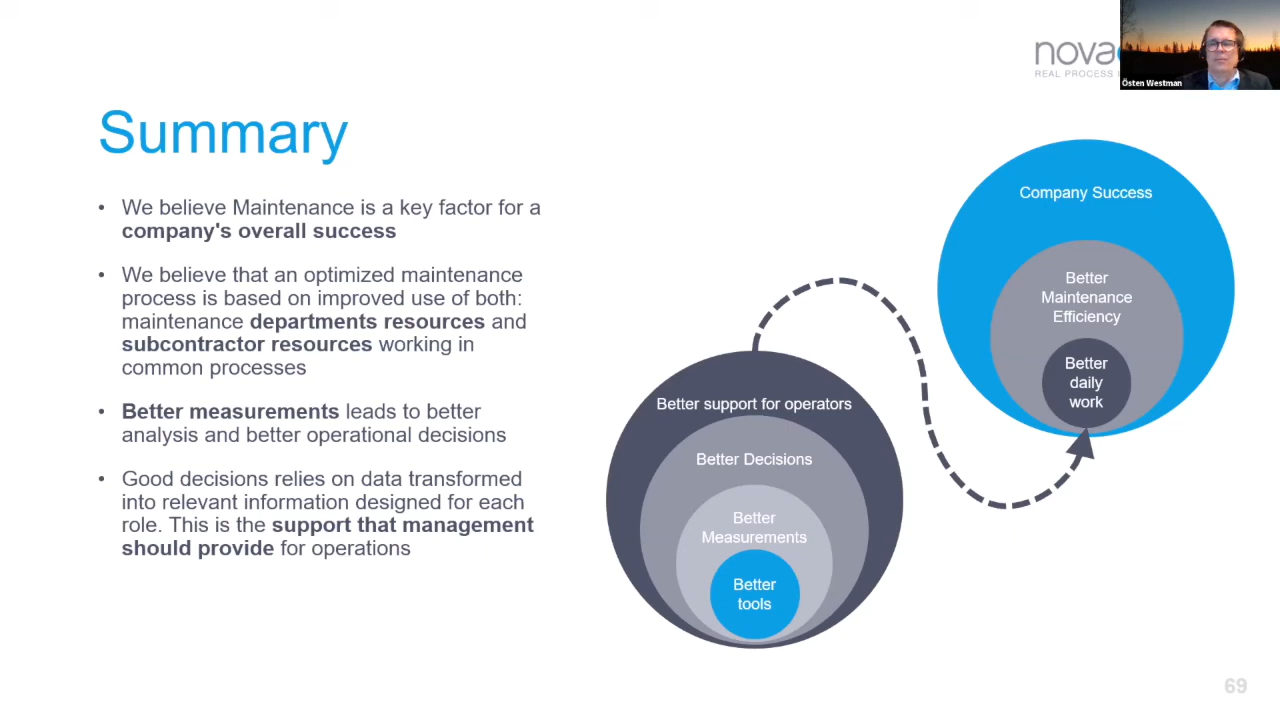 nova
REAL PROCESS
Östen Westman
Summary
• We believe Maintenance is a key factor for a
company's overall success
• We believe that an optimized maintenance
process is based on improved use of both:
maintenance departments resources and
subcontractor resources working in
common processes
• Better measurements leads to better
analysis and better operational decisions
• Good decisions relies on data transformed
into relevant information designed for each
role. This is the support that management
should provide for operations
Better support for operators
Better Decisions
Better
Measurements
Better
tools
Company Success
Better
Maintenance
Efficiency
Better
daily
work
69